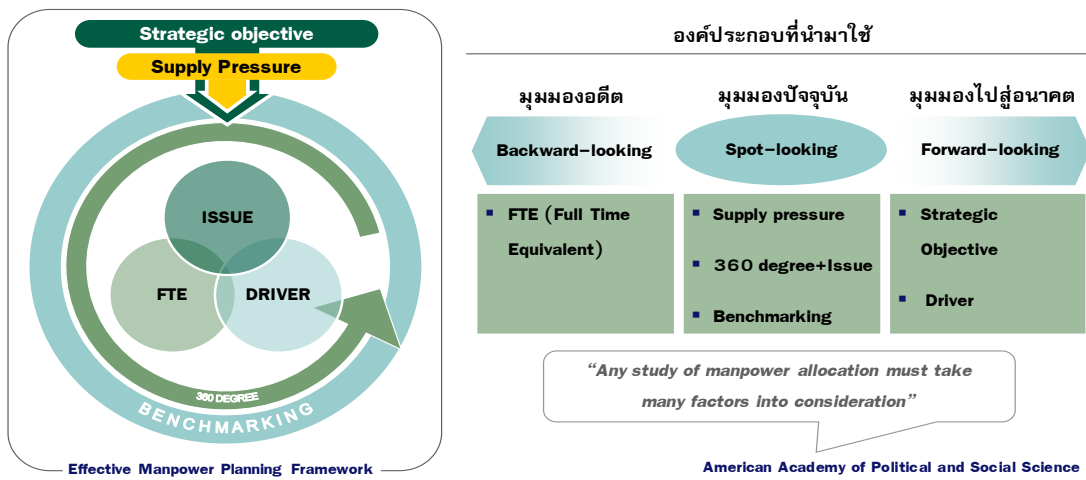 Strategic objective
Supply Pressure
ISSUE
FTE
DRIVER
360 DEGREE
BENCHMARKING
Effective Manpower Planning Framework
องค์ประกอบที่นำมาใช้
มุมมองอดีต
Backward-looking
▪ FTE (Full Time
Equivalent)
มุมมองปัจจุบัน
Spot-looking
▪ Supply pressure
▪ 360 degree+Issue
▪ Benchmarking
มุมมองไปสู่อนาคต
Forward-looking
▪ Strategic
Objective
▪ Driver
“Any study of manpower allocation must take
many factors into consideration”
American Academy of Political and Social Science